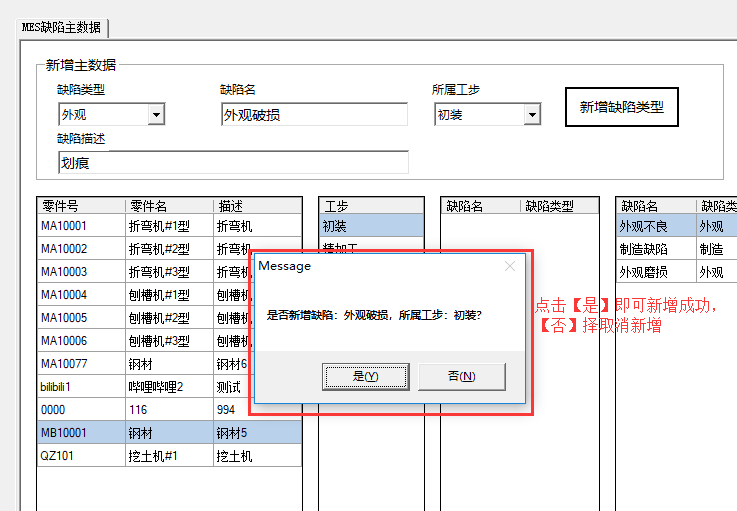 MES缺陷主数据
新增主数据
缺陷类型 缺陷名 所属工步
外观 外观破损 初装 新增缺陷类型
缺陷描述
划痕
零件号 零件名 描述 工步 缺陷名 缺陷类型 缺陷名 缺陷类
MA10001 折弯机#1型 折弯机 初装 外观不良 外观
MA10002 折弯机#2型 折弯机 精加工 制造缺陷 制造
MA10003 折弯机#3型 折弯机 外观磨损 外观
MA10004 刨槽机#1型 刨槽机
MA10005 刨槽机#2型 刨槽机
MA10006 刨槽机#3型 刨槽机
MA10077 钢材 钢材6
bilibili1 哔哩哔哩2 测试
0000 116 994
MB10001 钢材 钢材5
QZ101 挖土机#1 挖土机
Message
是否新增缺陷：外观破损，所属工步：初装？
是(Y) 否(N)
点击【是】即可新增成功，
【否】择取消新增